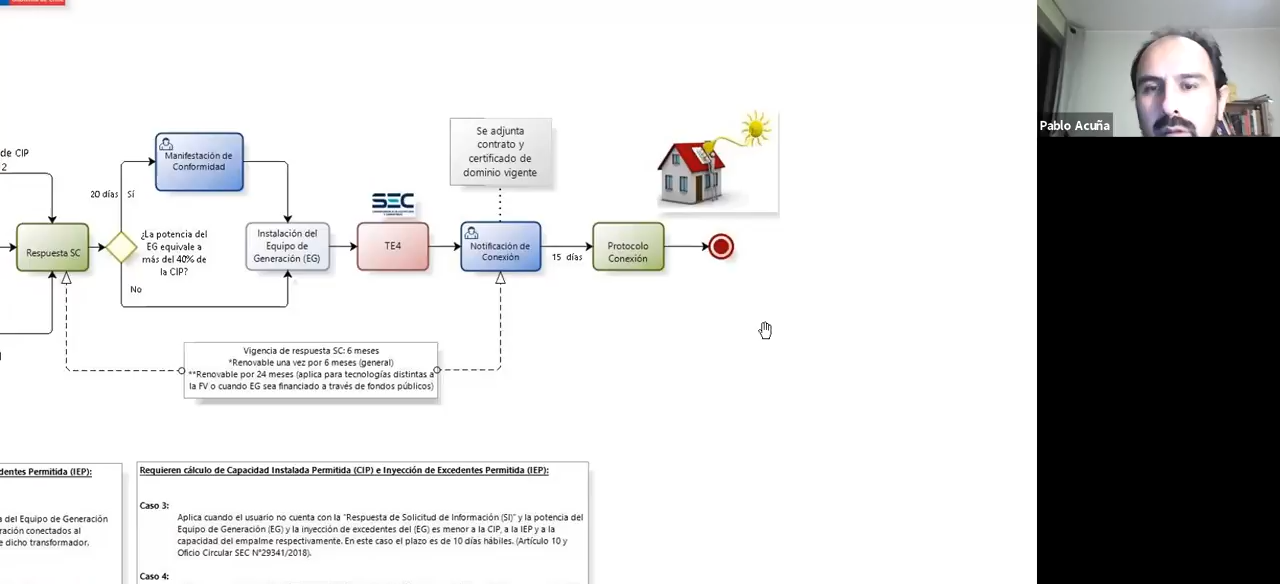 Pablo Acuña
de CIP
2
Manifestación de
Conformidad
20 días
Sí
Se adjunta
contrato y
certificado de
dominio vigente
SEC
Respuesta SC
¿La potencia del
EG equivale a
más del 40% de
la CIP?
No
Instalación del
Equipo de
Generación (EG)
TE4
Notificación de
Conexión
15 días
Protocolo
Conexión
Vigencia de respuesta SC: 6 meses
*Renovable una vez por 6 meses (general)
**Renovable por 24 meses (aplica para tecnologías distintas a
la FV o cuando EG sea financiado a través de fondos públicos)
dentes Permitida (IEP):
a del Equipo de Generación
ración conectados al
e dicho transformador.
Requieren cálculo de Capacidad Instalada Permitida (CIP) e Inyección de Excedentes Permitida (IEP):
Caso 3:
Aplica cuando el usuario no cuenta con la "Respuesta de Solicitud de Información (SI)" y la potencia del
Equipo de Generación (EG) y la inyección de excedentes del (EG) es menor a la CIP, a la IEP y a la
capacidad del empalme respectivamente. En este caso el plazo es de 10 días hábiles. (Artículo 10 y
Oficio Circular SEC N°29341/2018).
Caso 4: